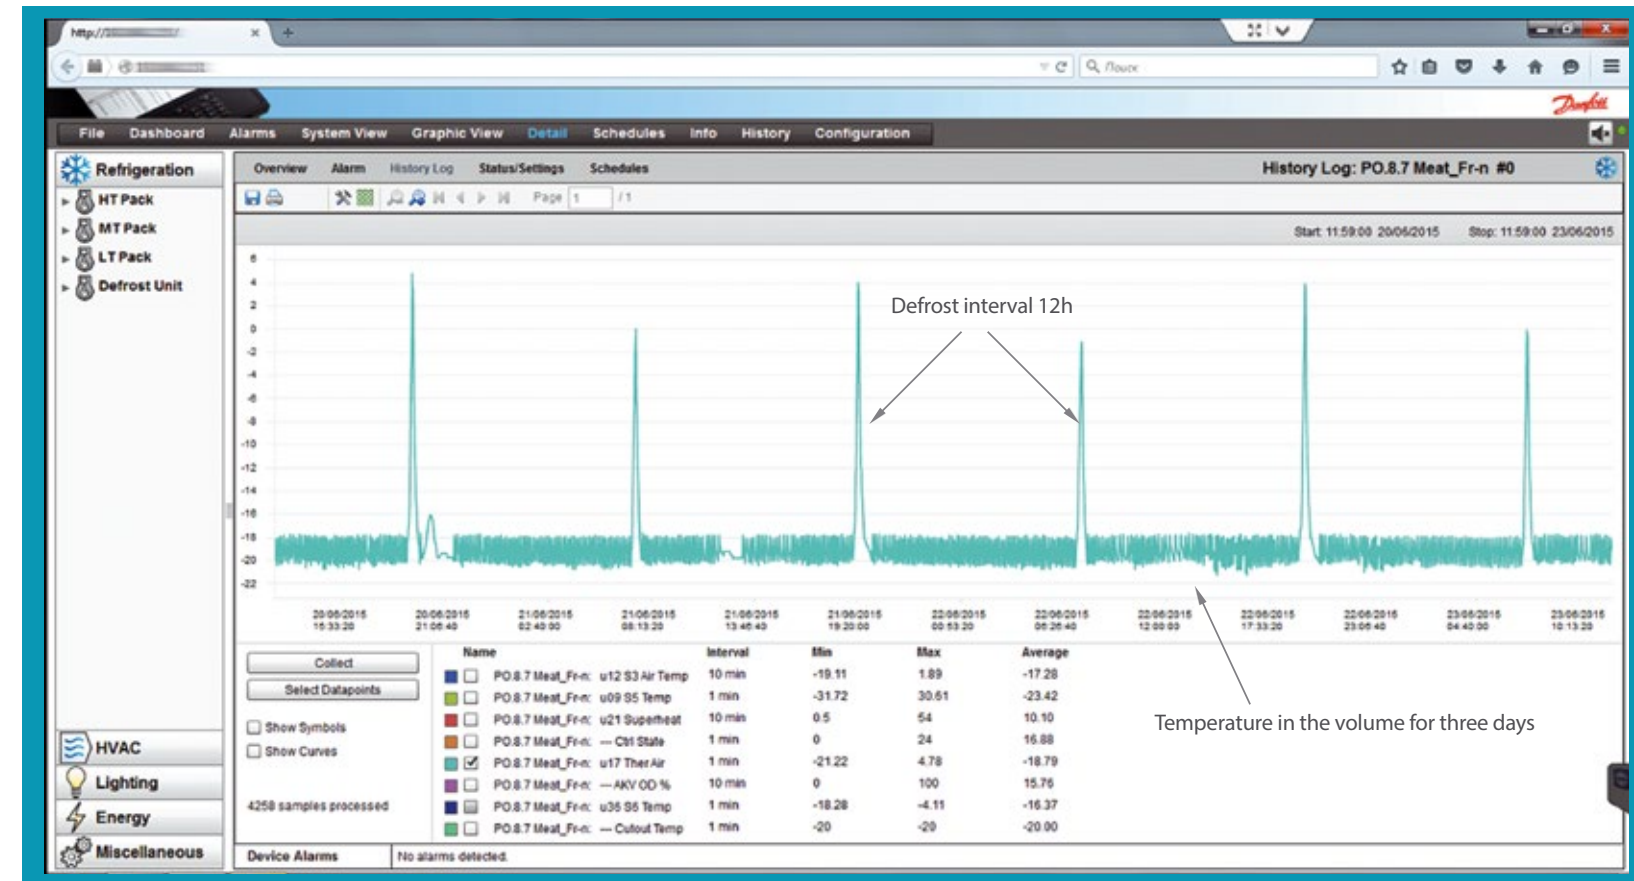 http://
Поиск
Danfoss
File Dashboard Alarms System View Graphic View Detail Schedules Info History Configuration
Refrigeration
Overview Alarm History Log Status/Settings Schedules
History Log: PO.8.7 Meat_Fr-n #0
HT Pack
Page 1 / 1
MT Pack
Start: 11:59:00 20/06/2015 Stop: 11:59:00 23/06/2015
LT Pack
Defrost Unit
6
4
2
0
-2
-4
-6
-8
-10
-12
-14
-16
-18
-20
-22
Defrost interval 12h
20/06/2015 20/06/2015 21/06/2015 21/06/2015 21/06/2015 21/06/2015 22/06/2015 22/06/2015 22/06/2015 22/06/2015 22/06/2015 23/06/2015 23/06/2015
15:33:20 21:06:40 02:40:00 08:13:20 13:46:40 19:20:00 00:53:20 06:26:40 12:00:00 17:33:20 23:06:40 04:40:00 10:13:20
Temperature in the volume for three days
Collect
Select Datapoints
Show Symbols
Show Curves
4258 samples processed
Name Interval Min Max Average
PO.8.7 Meat_Fr-n: u12 S3 Air Temp 10 min -19.11 1.89 -17.28
PO.8.7 Meat_Fr-n: u09 S5 Temp 1 min -31.72 30.61 -23.42
PO.8.7 Meat_Fr-n: u21 Superheat 10 min 0.5 54 10.10
PO.8.7 Meat_Fr-n: --- Ctrl State 1 min 0 24 16.88
PO.8.7 Meat_Fr-n: u17 Ther Air 1 min -21.22 4.78 -18.79
PO.8.7 Meat_Fr-n: --- AKV OD % 10 min 0 100 15.76
PO.8.7 Meat_Fr-n: u36 S6 Temp 1 min -18.28 -4.11 -16.37
PO.8.7 Meat_Fr-n: --- Cutout Temp 1 min -20 -20 -20.00
HVAC
Lighting
Energy
Miscellaneous
Device Alarms No alarms detected.